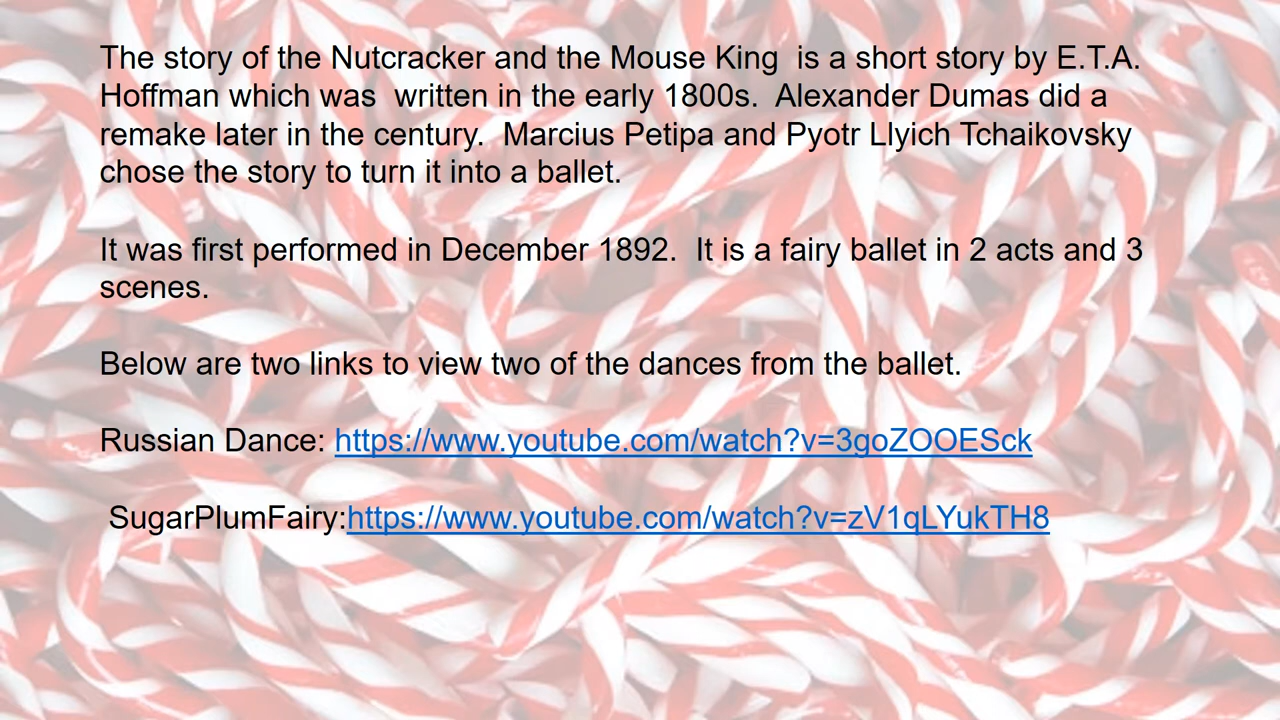 The story of the Nutcracker and the Mouse King  is a short story by E.T.A.
Hoffman which was  written in the early 1800s.  Alexander Dumas did a
remake later in the century.  Marcius Petipa and Pyotr Llyich Tchaikovsky
chose the story to turn it into a ballet.
It was first performed in December 1892.  It is a fairy ballet in 2 acts and 3
scenes.
Below are two links to view two of the dances from the ballet.
Russian Dance: https://www.youtube.com/watch?v=3goZOOESck
SugarPlumFairy:https://www.youtube.com/watch?v=zV1qLYukTH8